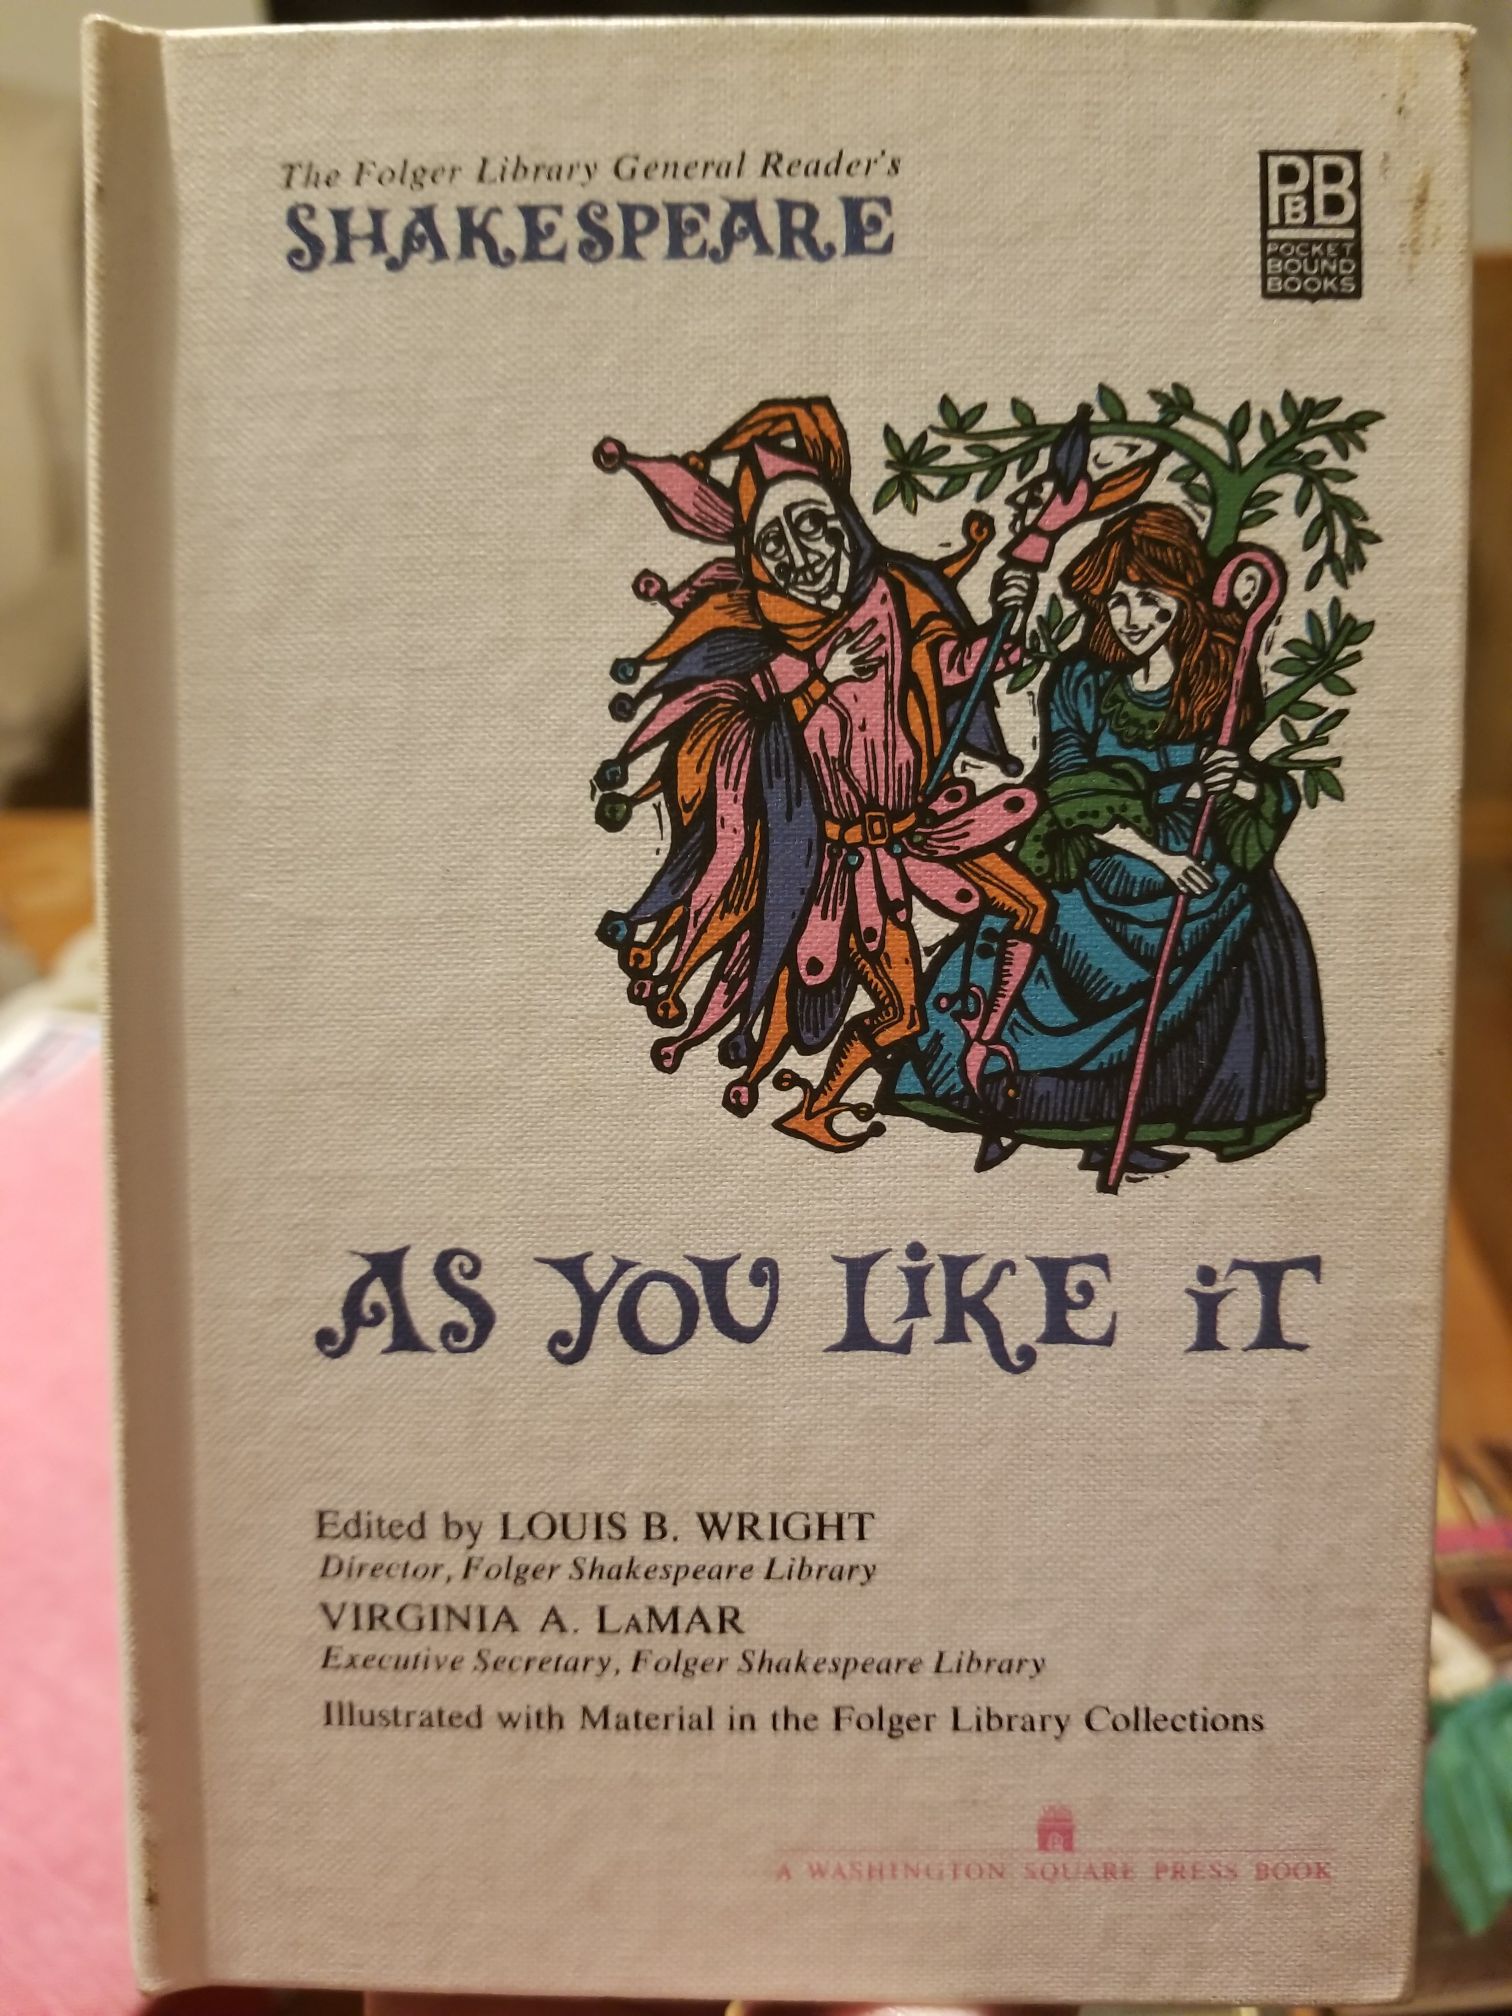 The Folger Library General Reader's
SHAKESPEARE
PBB
POCKET
BOUND
BOOKS
AS YOU LiKE iT
Edited by LOUIS B. WRIGHT
Director, Folger Shakespeare Library
VIRGINIA A. LAMAR
Executive Secretary, Folger Shakespeare Library
Illustrated with Material in the Folger Library Collections
A WASHINGTON SQUARE PRESS BOOK